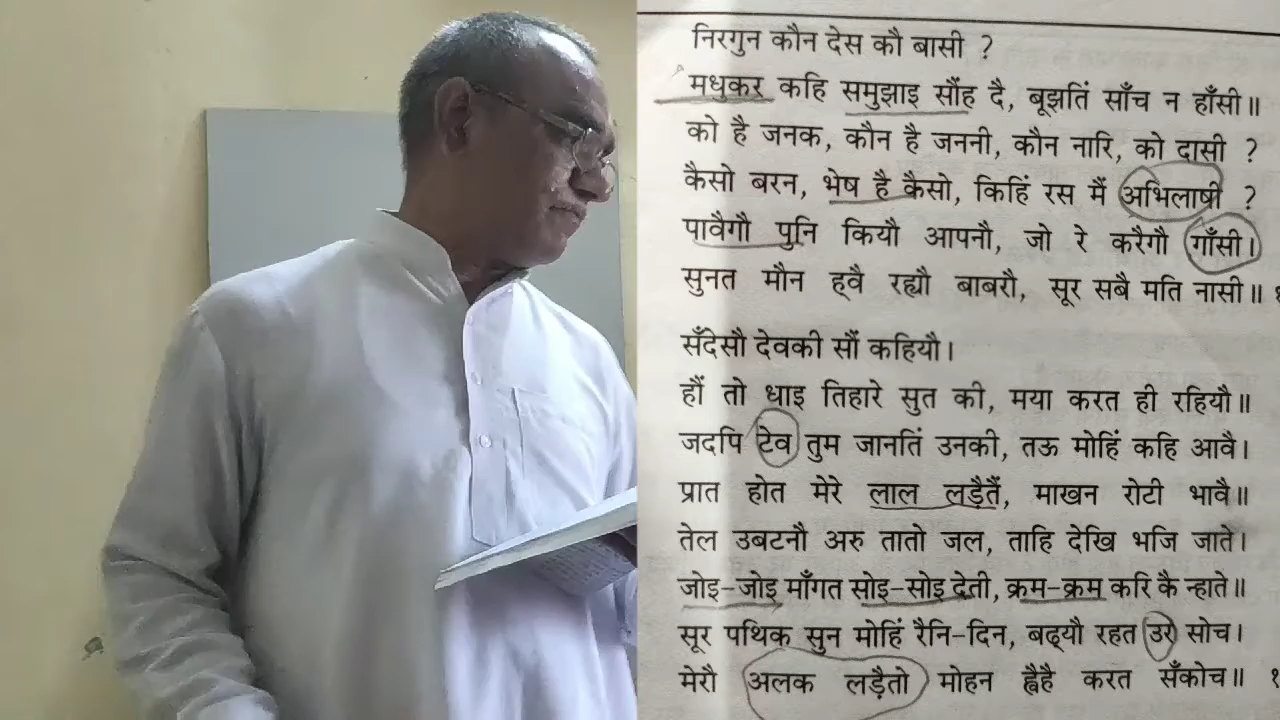 निरगुन कौन देस कौ बासी ?
मधुकर कहि समुझाइ सौंह दै, बूझतिं साँच न हाँसी॥
को है जनक, कौन है जननी, कौन नारि, को दासी ?
कैसो बरन, भेष है कैसो, किहिं रस मैं अभिलाषी ?
पावैगौ पुनि कियौ आपनौ, जो रे करैगौ गाँसी।
सुनत मौन ह्वै रह्यौ बाबरौ, सूर सबै मति नासी॥
सँदेसौ देवकी सौं कहियौ।
हौं तो धाइ तिहारे सुत की, मया करत ही रहियौ॥
जदपि टेव तुम जानतिं उनकी, तऊ मोहिं कहि आवै।
प्रात होत मेरे लाल लड़ैतैं, माखन रोटी भावै॥
तेल उबटनौ अरु तातो जल, ताहि देखि भजि जाते।
जोइ-जोइ माँगत सोइ-सोइ देती, क्रम-क्रम करि कै न्हाते॥
सूर पथिक सुन मोहिं रैनि-दिन, बढ्यौ रहत उर सोच।
मेरौ अलक लड़ैतो मोहन ह्वैहै करत सँकोच॥